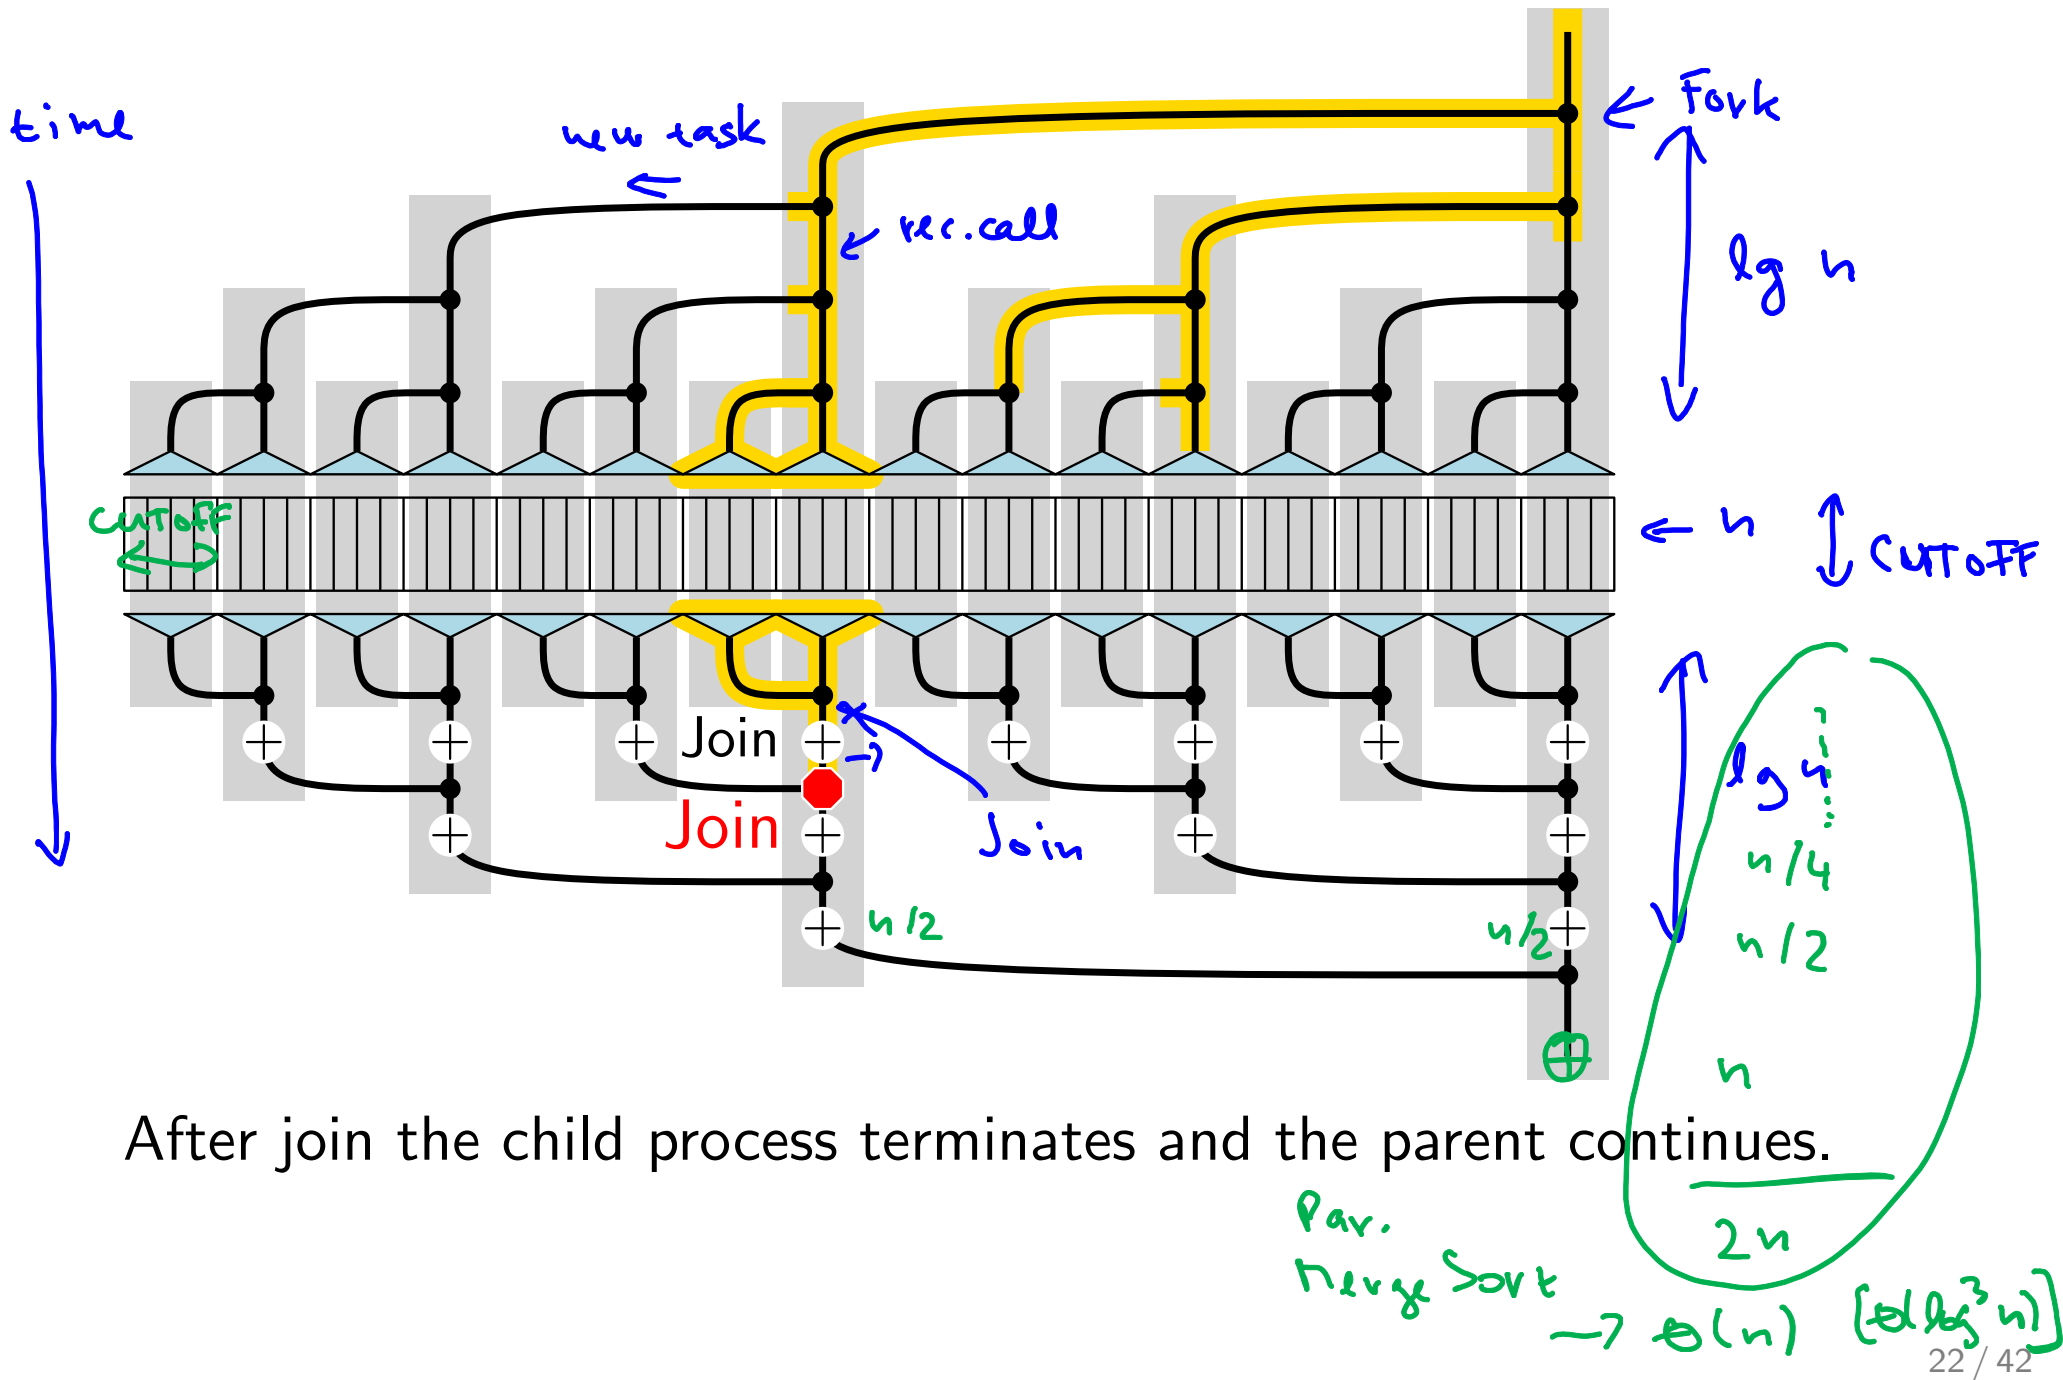 time
new task
←
← Fork
← rec.call
lg n
CUTOFF
← n
CUTOFF
Join
Join
Join
lg n
n/4
n/2
n/2
n/2
n
After join the child process terminates and the parent continues.
2n
Par.
Merge Sort
→ Θ(n) [Θ(log³ n)]
22 / 42